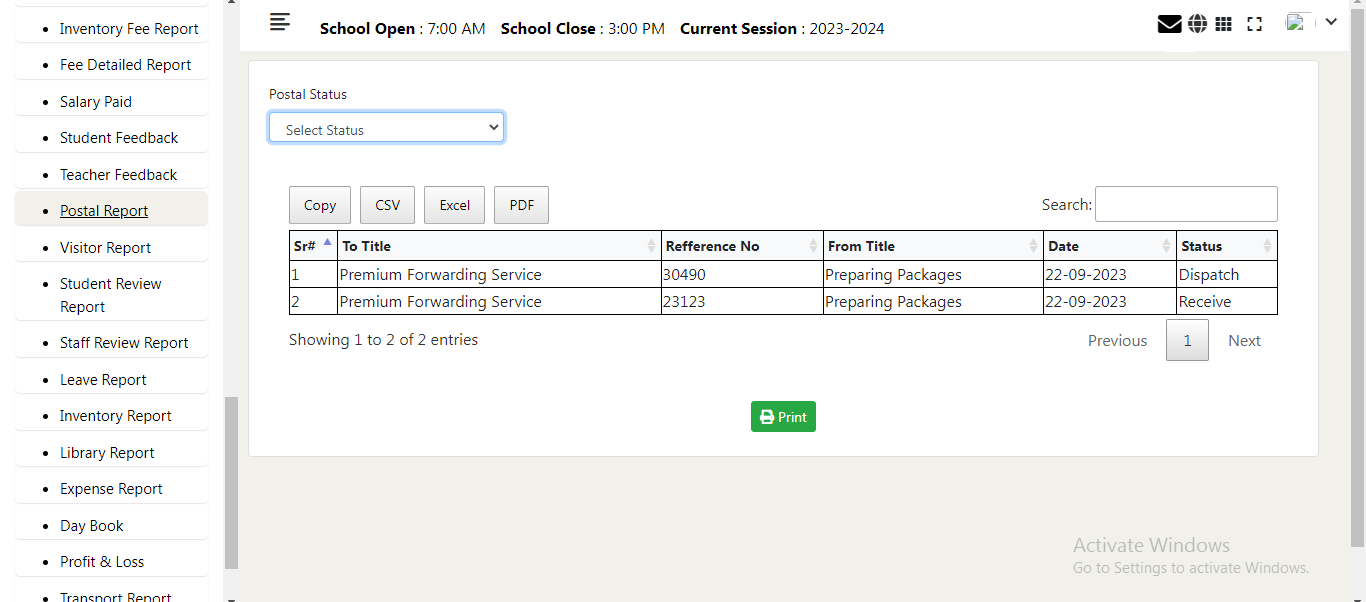 Inventory Fee Report
Fee Detailed Report
Salary Paid
Student Feedback
Teacher Feedback
Postal Report
Visitor Report
Student Review
Report
Staff Review Report
Leave Report
Inventory Report
Library Report
Expense Report
Day Book
Profit & Loss
Transport Report
School Open : 7:00 AM School Close : 3:00 PM Current Session : 2023-2024
Postal Status
Select Status
Copy CSV Excel PDF Search:
Sr# To Title Refference No From Title Date Status
1 Premium Forwarding Service 30490 Preparing Packages 22-09-2023 Dispatch
2 Premium Forwarding Service 23123 Preparing Packages 22-09-2023 Receive
Showing 1 to 2 of 2 entries Previous 1 Next
Print
Activate Windows
Go to Settings to activate Windows.